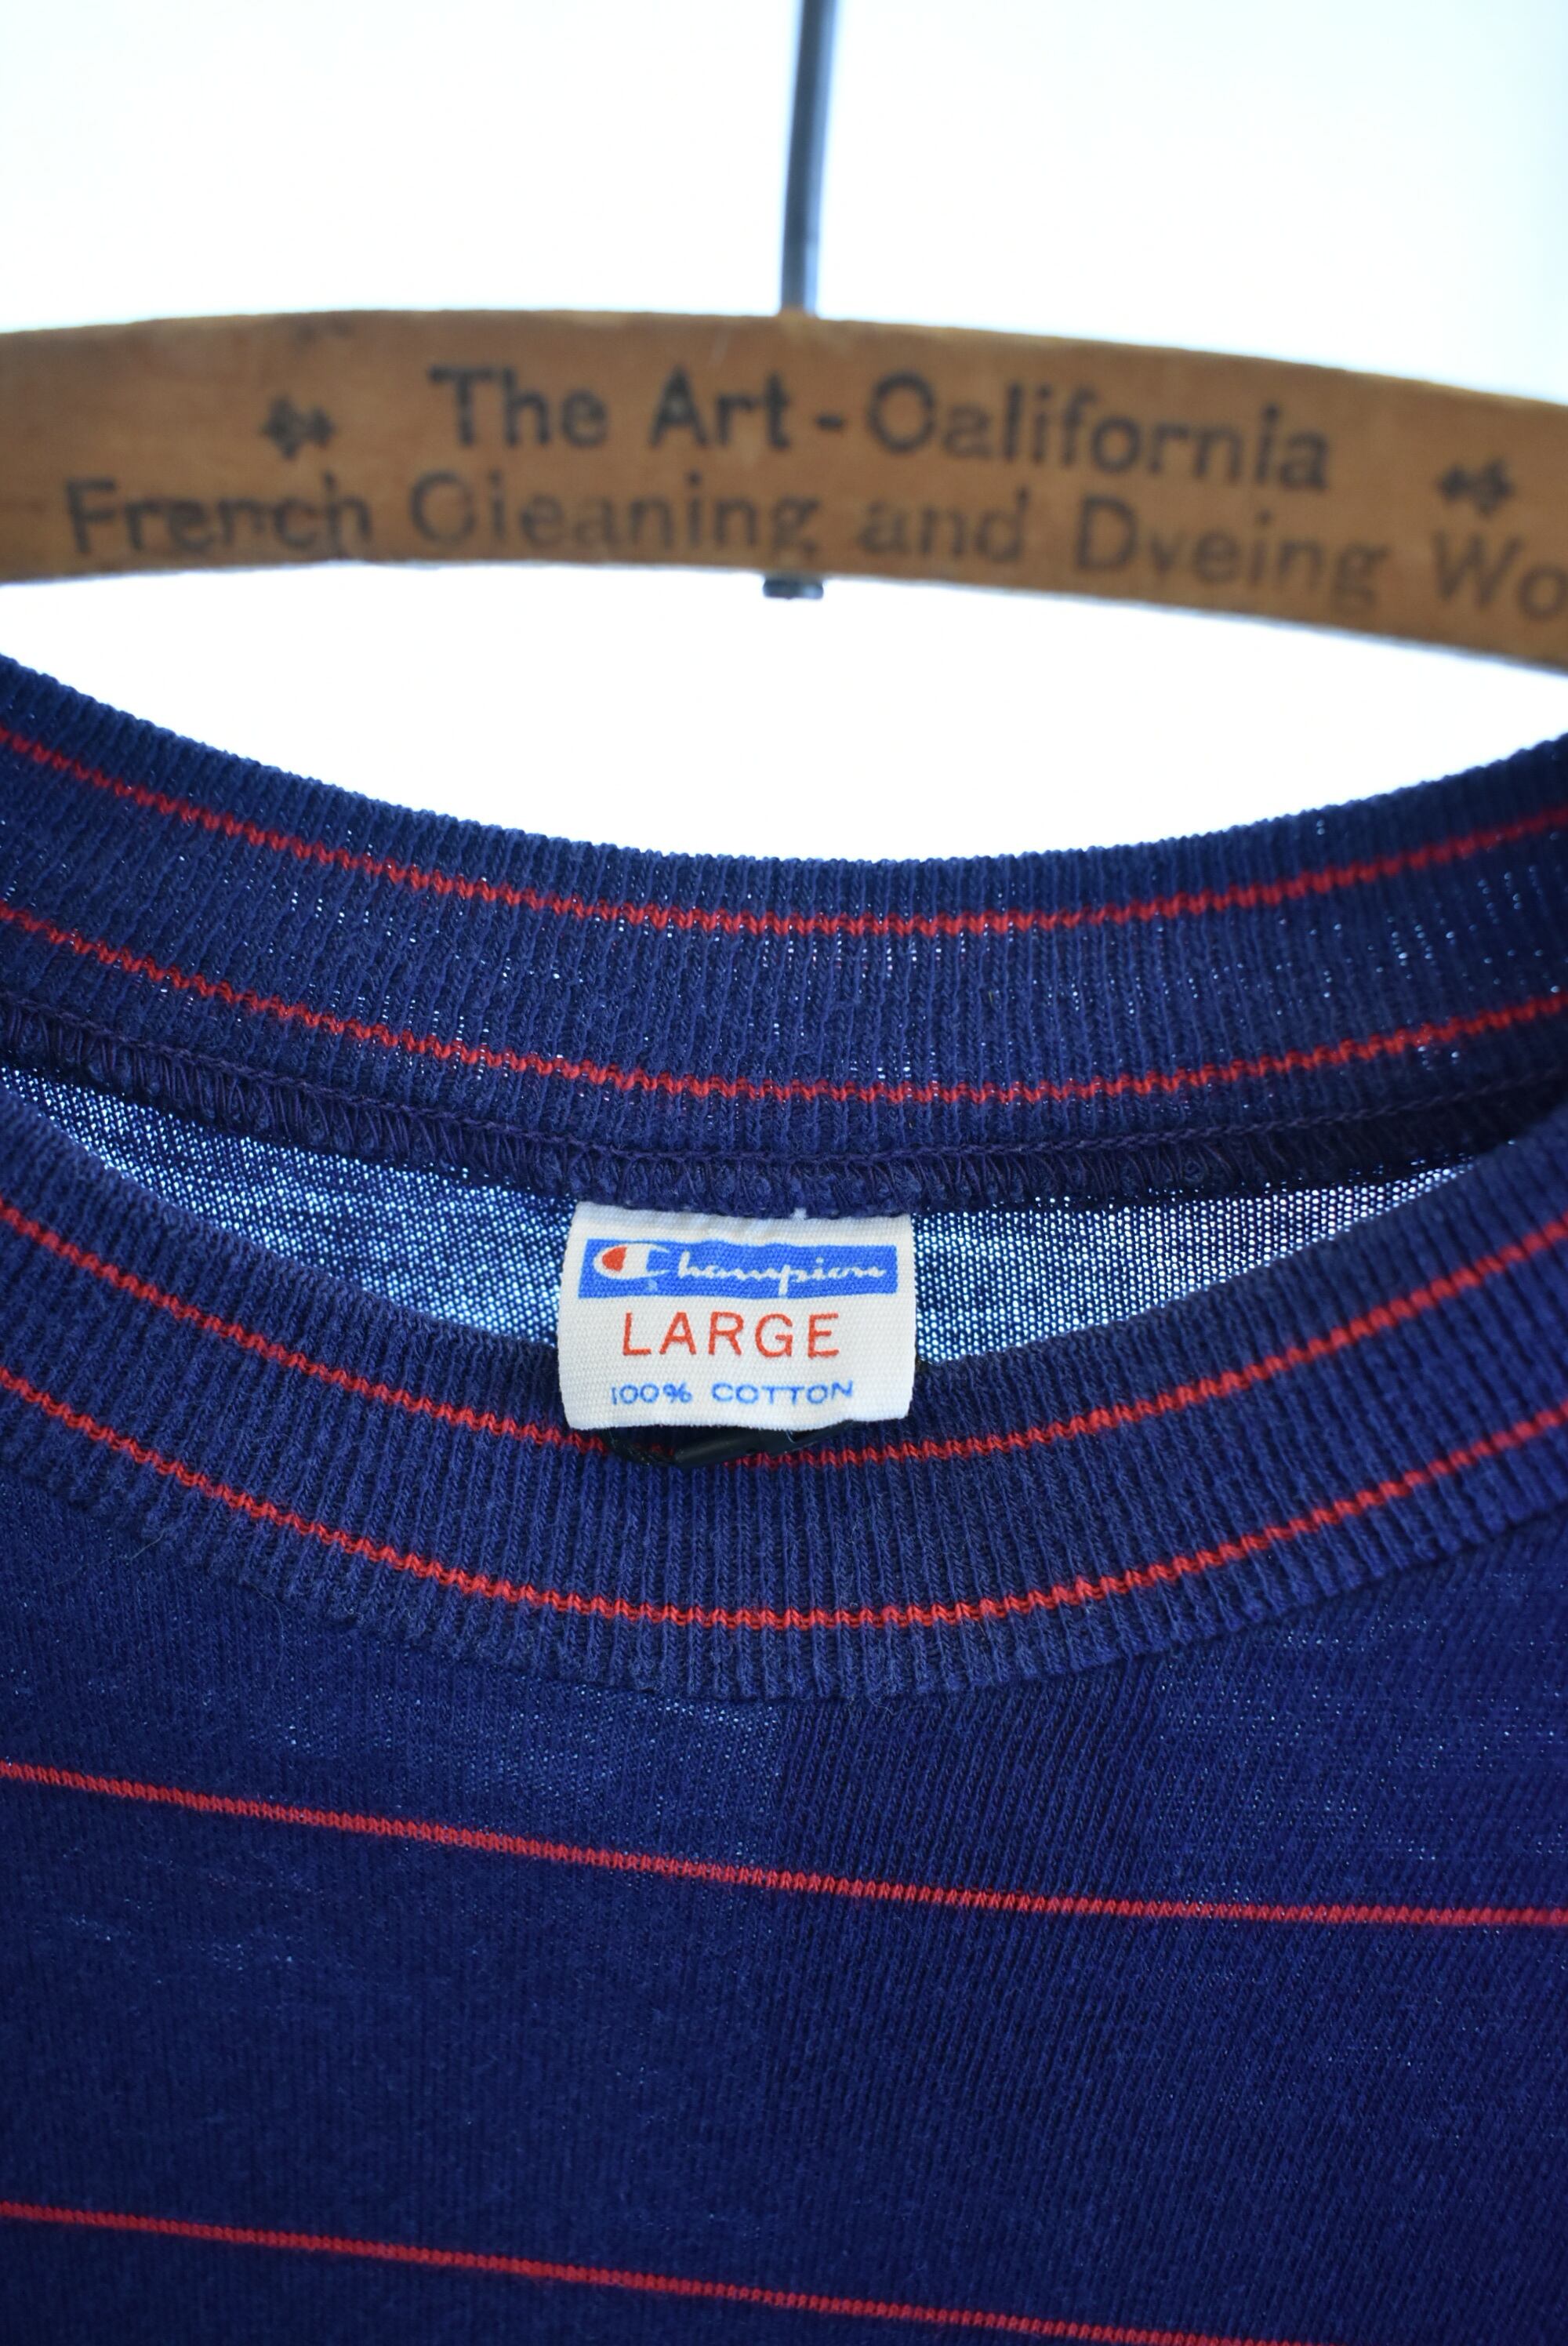 The Art - California
French Cleaning and Dyeing Wo
Champion
LARGE
100% COTTON